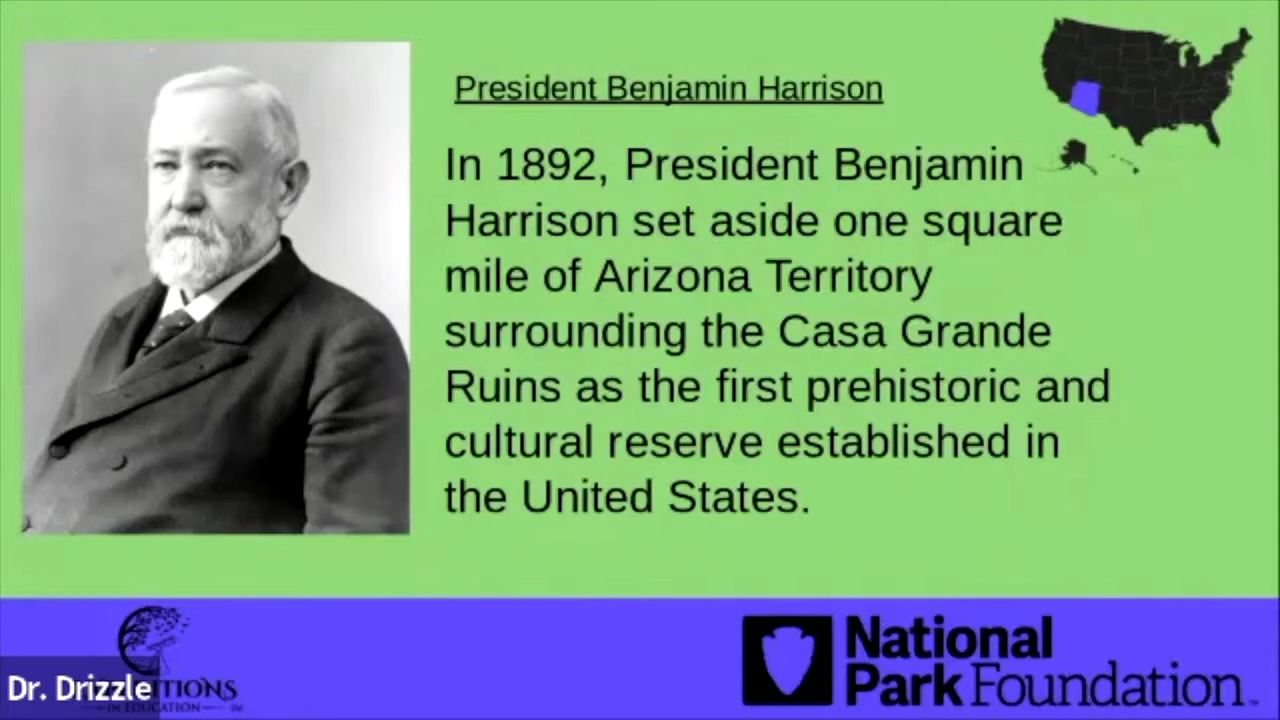 President Benjamin Harrison
In 1892, President Benjamin
Harrison set aside one square
mile of Arizona Territory
surrounding the Casa Grande
Ruins as the first prehistoric and
cultural reserve established in
the United States.
National
Park Foundation
Dr. Drizzle
IN EDUCATION